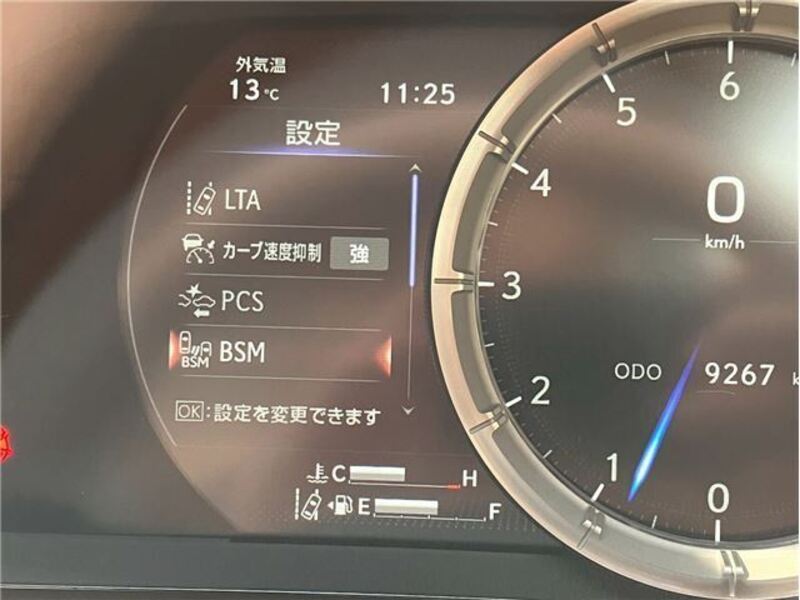 外気温
13℃
11:25
設定
LTA
カーブ速度抑制 強
PCS
BSM BSM
OK:設定を変更できます
C H
E F
6
5
4
3
2
1
0
0
km/h
ODO 9267 k